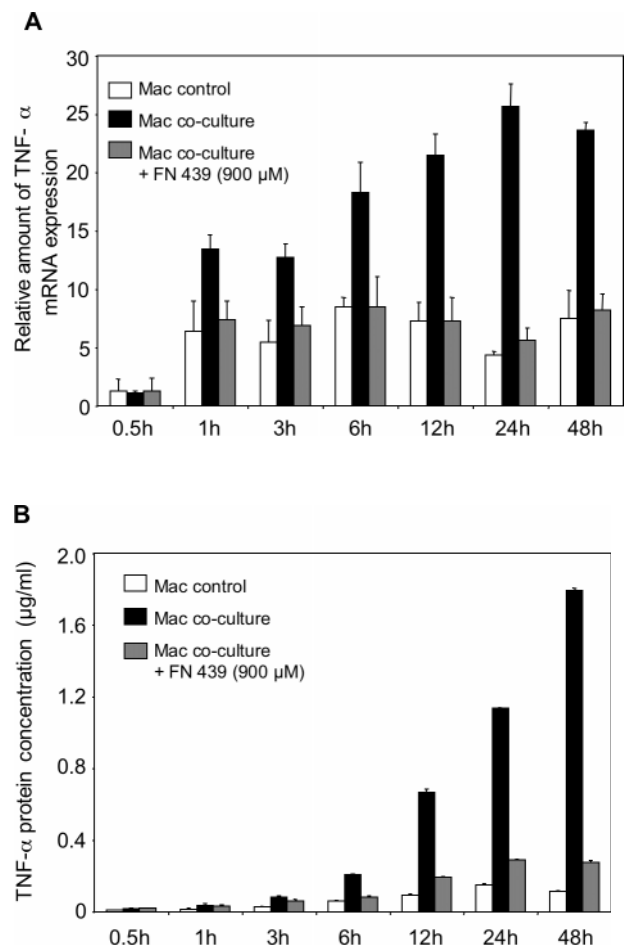 A
Relative amount of TNF- α
mRNA expression
30
25
20
15
10
5
0
Mac control
Mac co-culture
Mac co-culture
+ FN 439 (900 µM)
0.5h 1h 3h 6h 12h 24h 48h
B
TNF-α protein concentration (µg/ml)
2.0
1.6
1.2
0.8
0.4
0
Mac control
Mac co-culture
Mac co-culture
+ FN 439 (900 µM)
0.5h 1h 3h 6h 12h 24h 48h